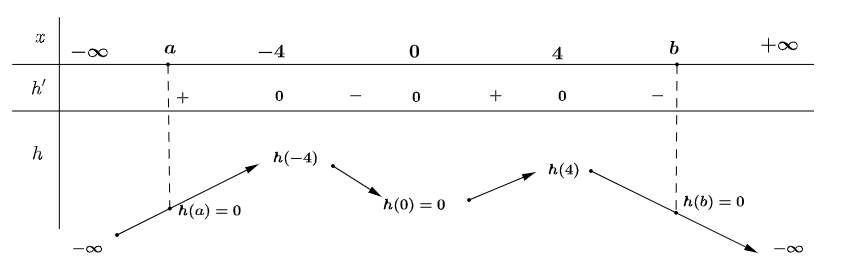 x −∞ a −4 0 4 b +∞
h′ + 0 − 0 + 0 −
h h(−4) h(4)
h(a) = 0 h(0) = 0 h(b) = 0
−∞ −∞